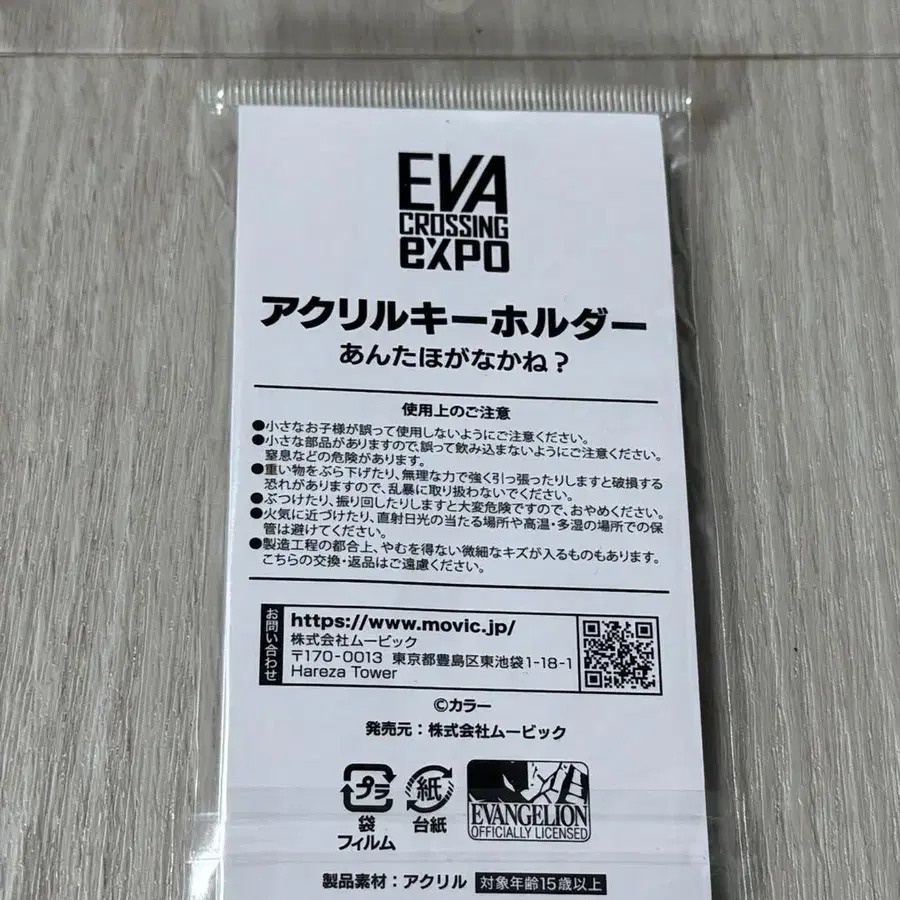 EVA
CROSSING
eXPO
アクリルキーホルダー
あんたほがなかね?
使用上のご注意
●小さなお子様が誤って使用しないようにご注意ください。
●小さな部品がありますので、誤って飲み込まないようにご注意ください。
窒息などの危険があります。
●重い物をぶら下げたり、無理な力で強く引っ張ったりしますと破損する
恐れがありますので、乱暴に取り扱わないでください。
●ぶつけたり、振り回したりしますと大変危険ですので、おやめください。
●火気に近づけたり、直射日光の当たる場所や高温・多湿の場所での保
管は避けてください。
●製造工程の都合上、やむを得ない微細なキズが入るものもあります。
こちらの交換・返品はご遠慮ください。
お問い合わせ
https://www.movic.jp/
株式会社ムービック
〒170-0013 東京都豊島区東池袋1-18-1
Hareza Tower
©カラー
発売元:株式会社ムービック
プラ
袋
フィルム
紙
台紙
EVANGELION
OFFICIALLY LICENSED
製品素材:アクリル 対象年齢15歳以上